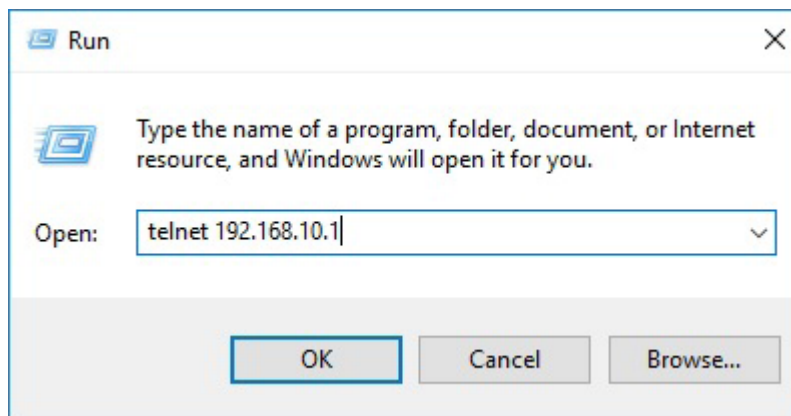 Run
Type the name of a program, folder, document, or Internet
resource, and Windows will open it for you.
Open: telnet 192.168.10.1
OK Cancel Browse...